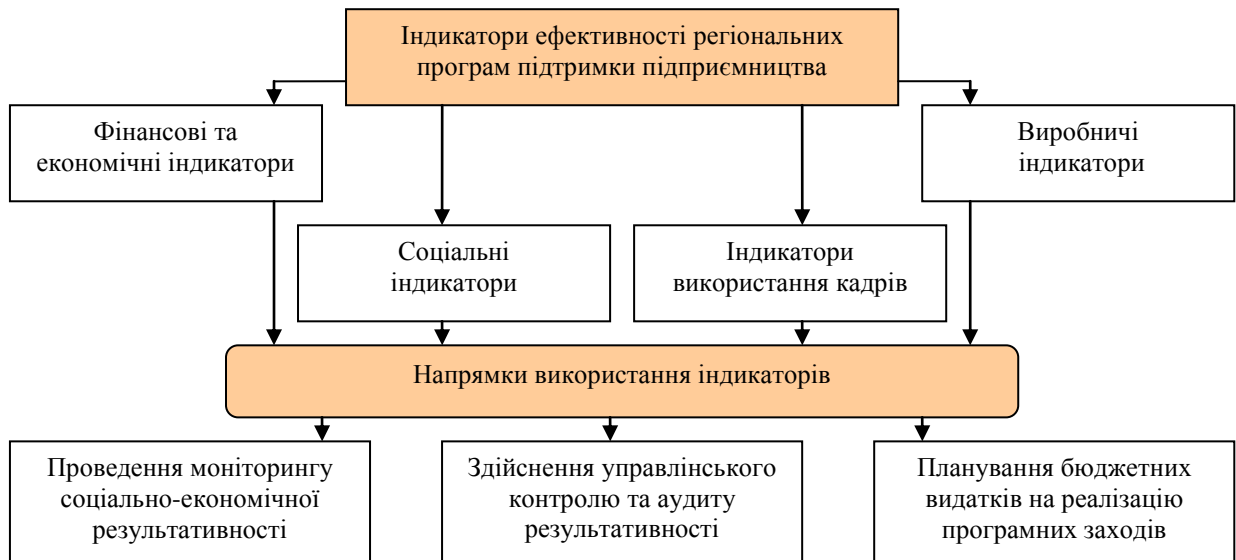 Індикатори ефективності регіональних
програм підтримки підприємництва
Фінансові та
економічні індикатори
Виробничі
індикатори
Соціальні
індикатори
Індикатори
використання кадрів
Напрямки використання індикаторів
Проведення моніторингу
соціально-економічної
результативності
Здійснення управлінського
контролю та аудиту
результативності
Планування бюджетних
видатків на реалізацію
програмних заходів